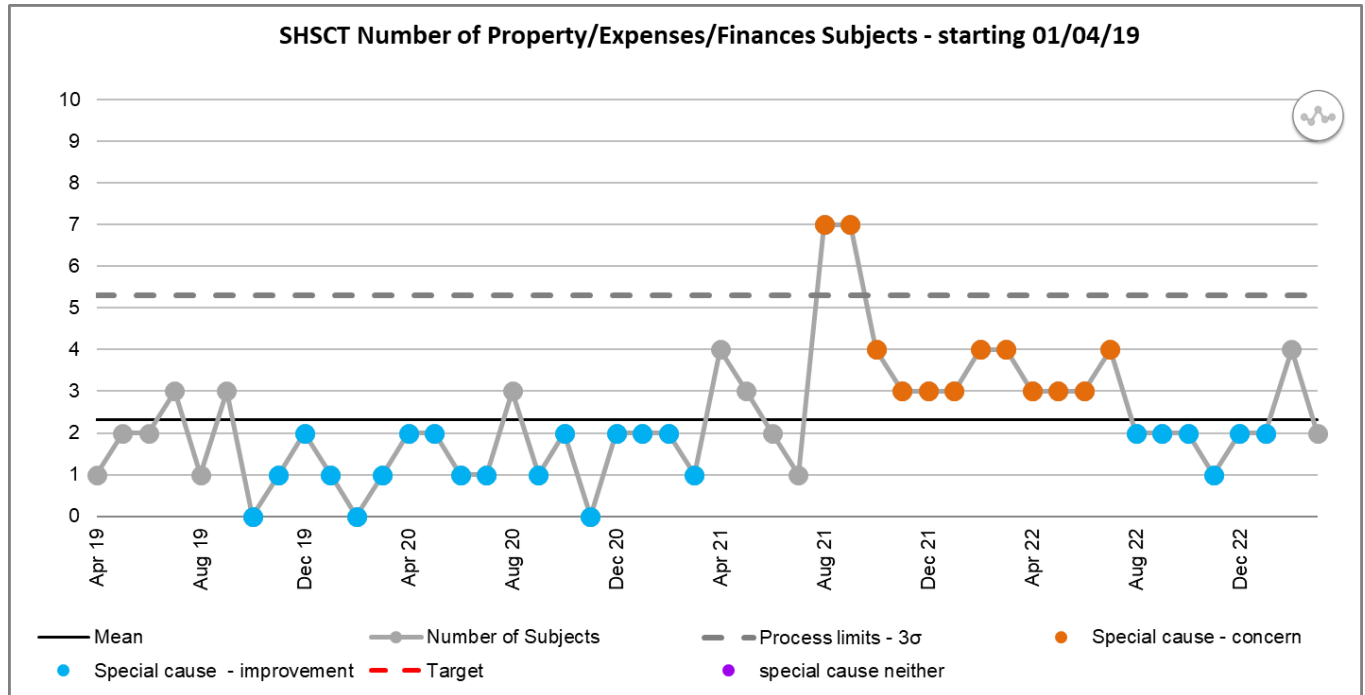 SHSCT Number of Property/Expenses/Finances Subjects - starting 01/04/19
10
9
8
7
6
5
4
3
2
1
0
Apr 19
Aug 19
Dec 19
Apr 20
Aug 20
Dec 20
Apr 21
Aug 21
Dec 21
Apr 22
Aug 22
Dec 22
Mean
Number of Subjects
Process limits - 3σ
Special cause - concern
Special cause - improvement
Target
special cause neither